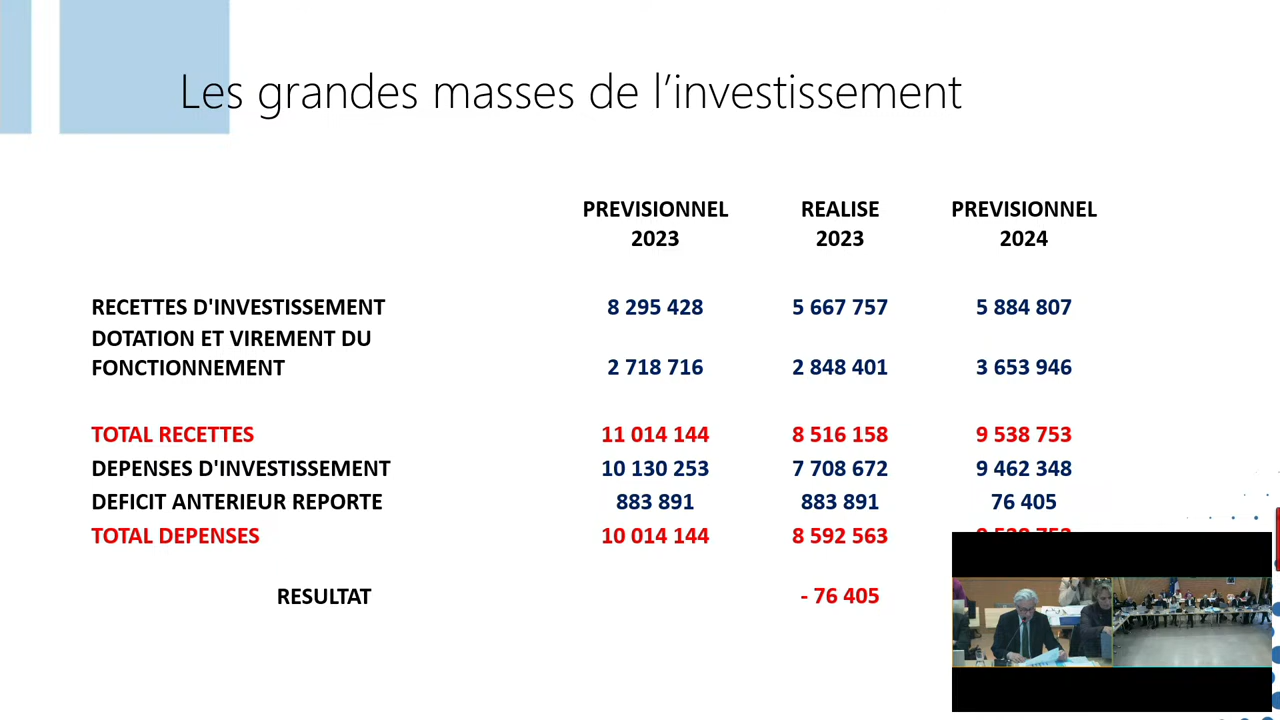 Les grandes masses de l’investissement
PREVISIONNEL REALISE PREVISIONNEL
2023 2023 2024
RECETTES D'INVESTISSEMENT 8 295 428 5 667 757 5 884 807
DOTATION ET VIREMENT DU
FONCTIONNEMENT 2 718 716 2 848 401 3 653 946
TOTAL RECETTES 11 014 144 8 516 158 9 538 753
DEPENSES D'INVESTISSEMENT 10 130 253 7 708 672 9 462 348
DEFICIT ANTERIEUR REPORTE 883 891 883 891 76 405
TOTAL DEPENSES 10 014 144 8 592 563
RESULTAT - 76 405